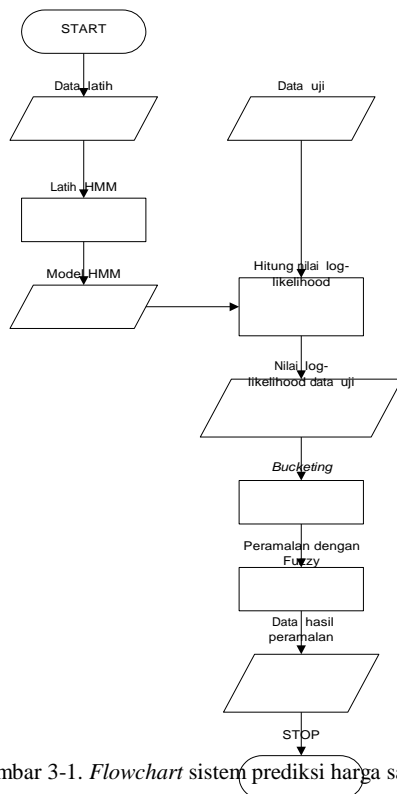 START
Data latih
Data uji
Latih HMM
Model HMM
Hitung nilai log-
likelihood
Nilai log-
likelihood data uji
Bucketing
Peramalan dengan
Fuzzy
Data hasil
peramalan
STOP
mbar 3-1. Flowchart sistem prediksi harga sa